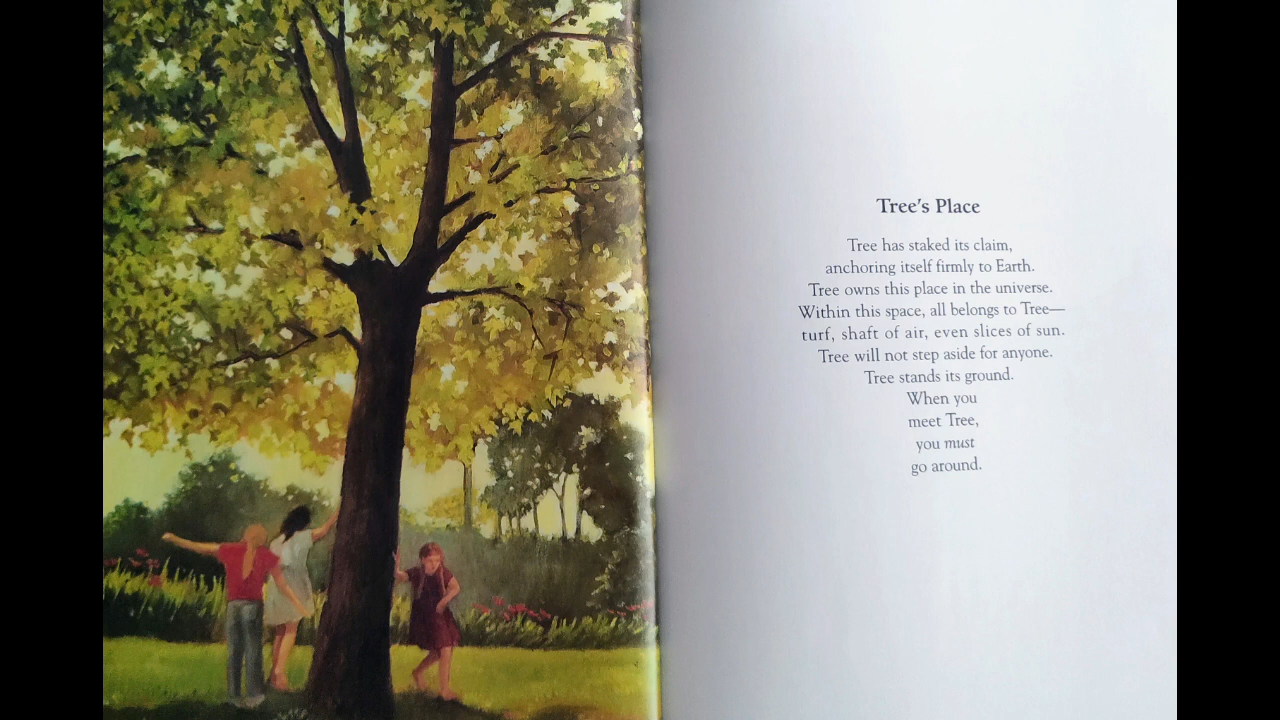 Tree's Place
Tree has staked its claim,
anchoring itself firmly to Earth.
Tree owns this place in the universe.
Within this space, all belongs to Tree—
turf, shaft of air, even slices of sun.
Tree will not step aside for anyone.
Tree stands its ground.
When you
meet Tree,
you must
go around.